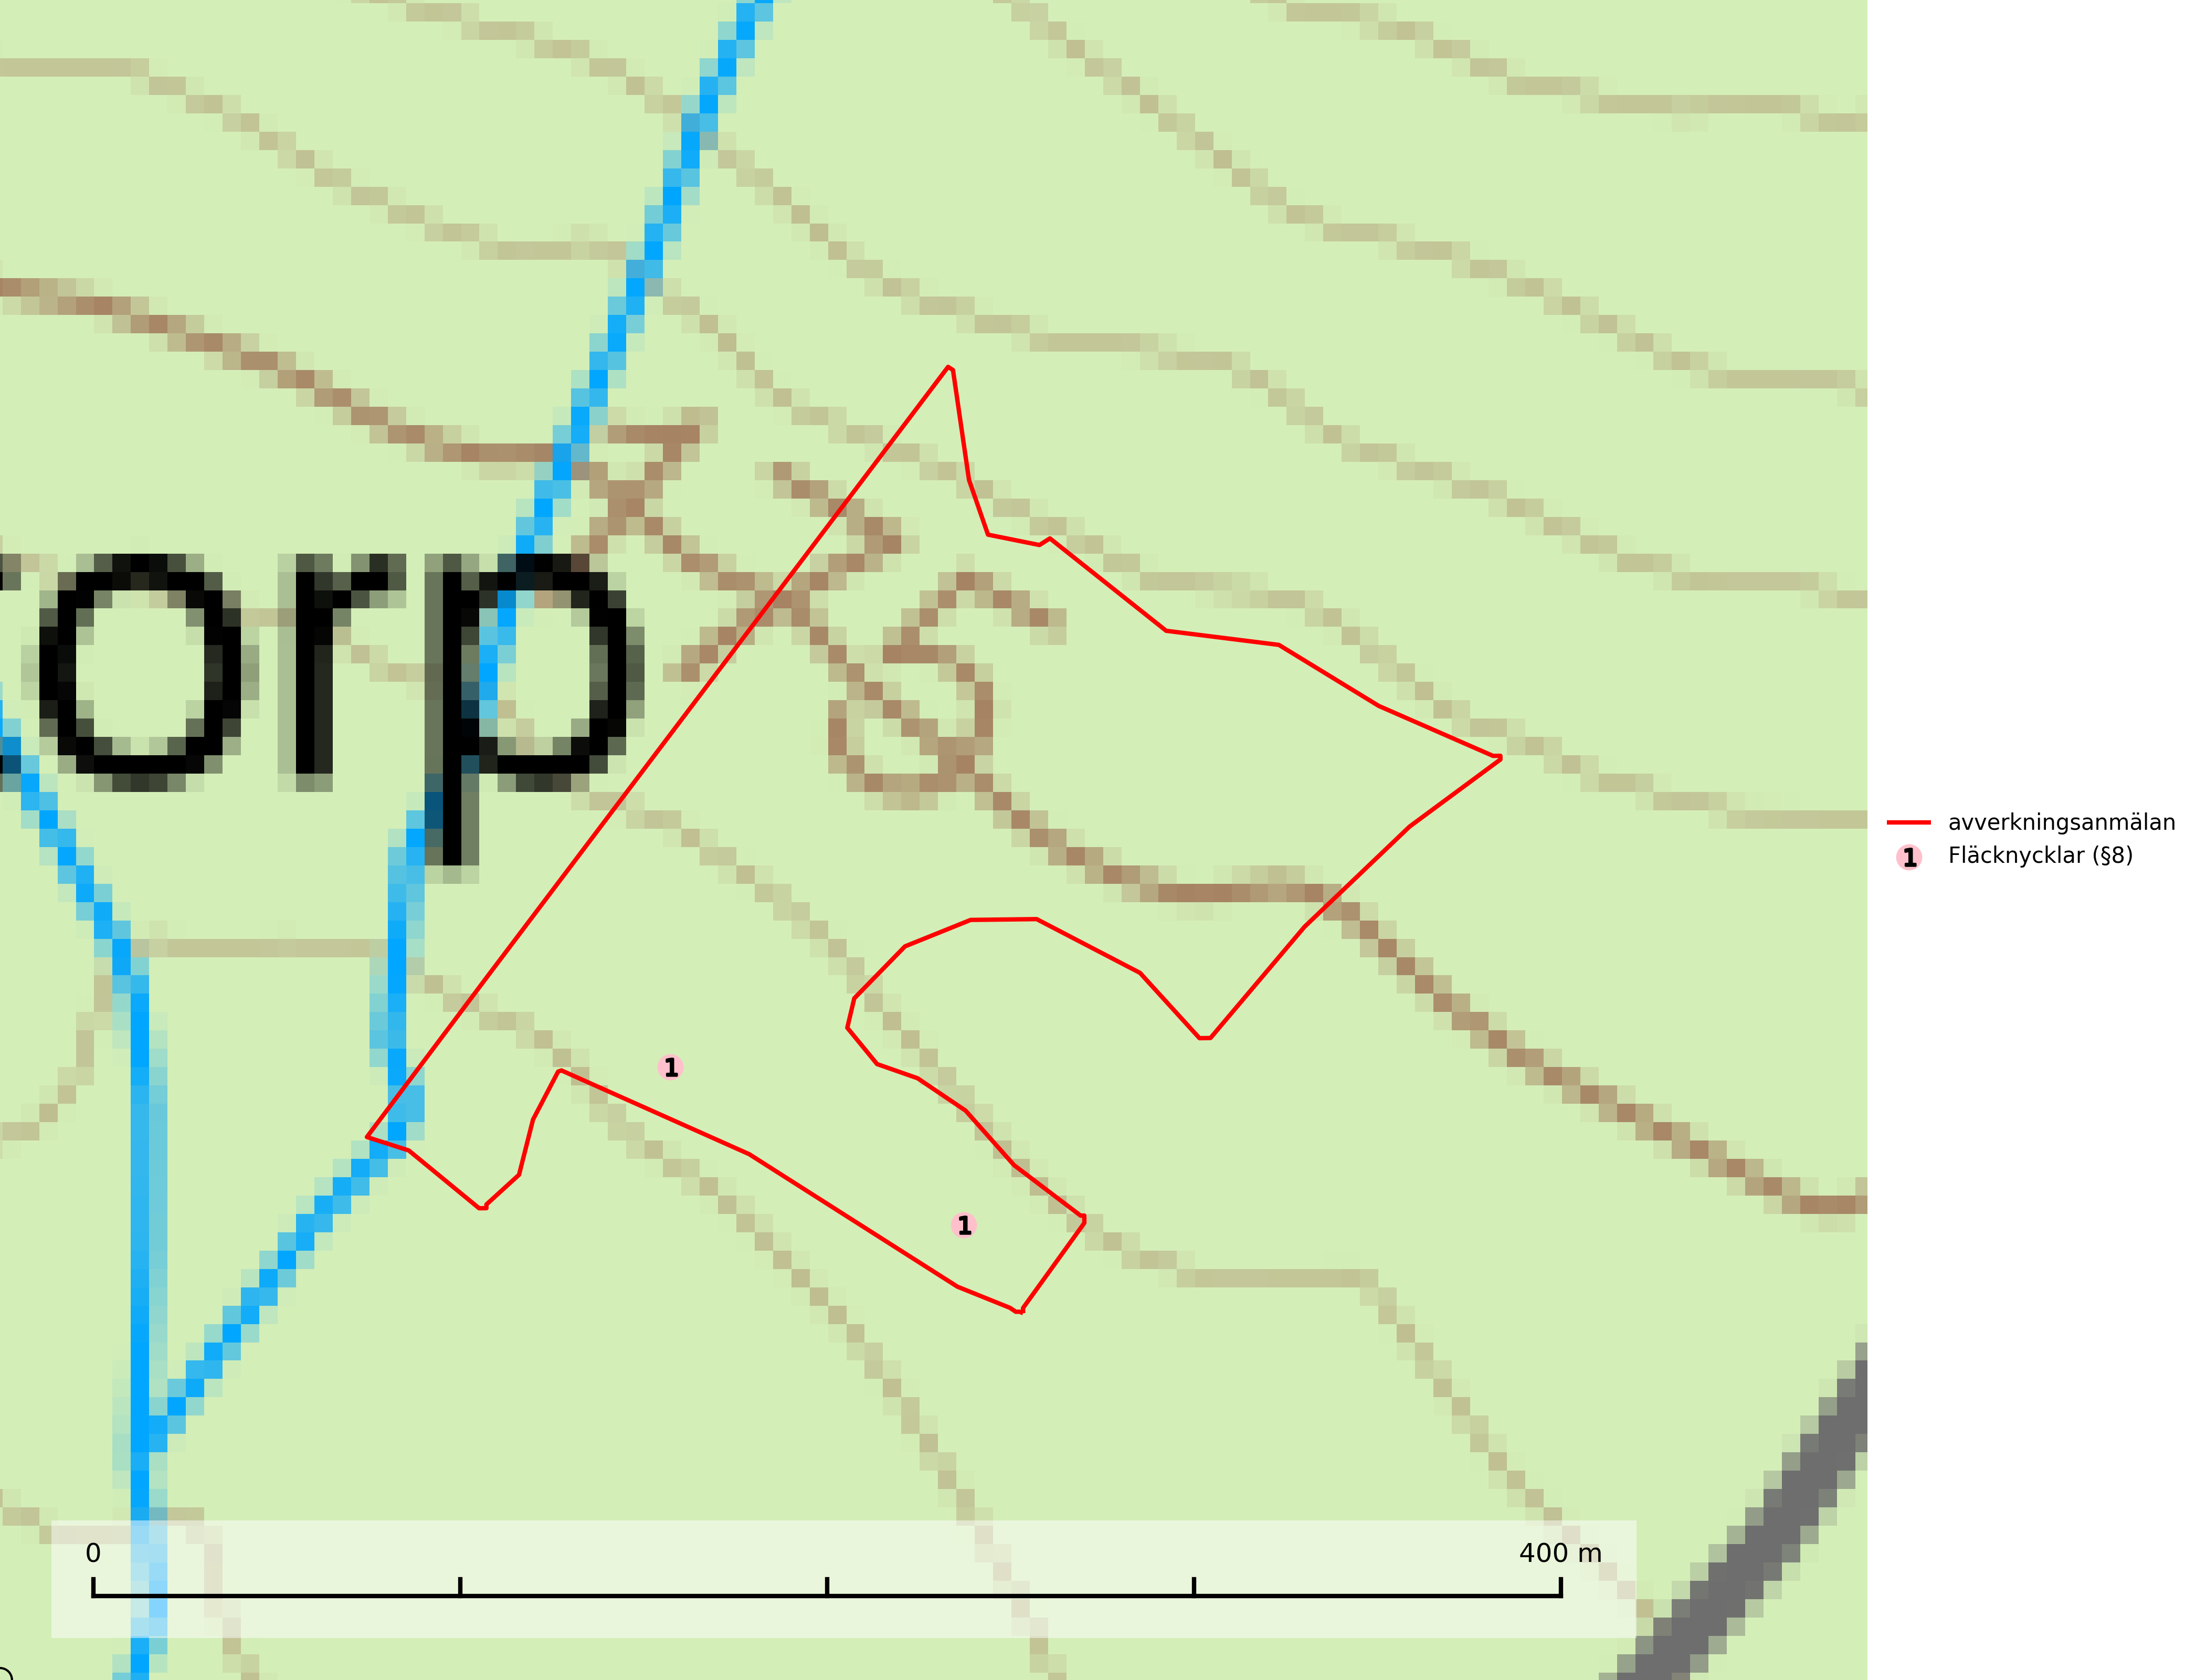 orp
1
1
0 400 m
avverkningsanmälan
1 Fläcknycklar (§8)